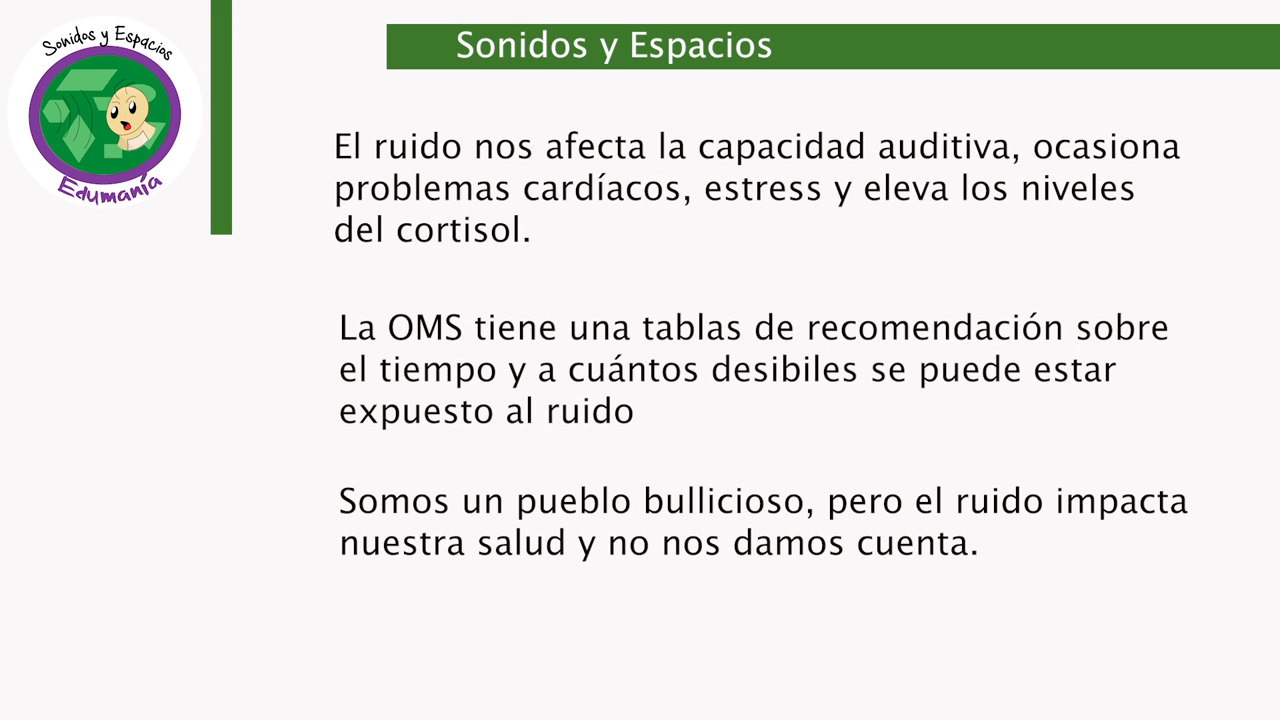 Sonidos y Espacios
Edumanía
Sonidos y Espacios
El ruido nos afecta la capacidad auditiva, ocasiona
problemas cardíacos, estress y eleva los niveles
del cortisol.
La OMS tiene una tablas de recomendación sobre
el tiempo y a cuántos desibiles se puede estar
expuesto al ruido
Somos un pueblo bullicioso, pero el ruido impacta
nuestra salud y no nos damos cuenta.